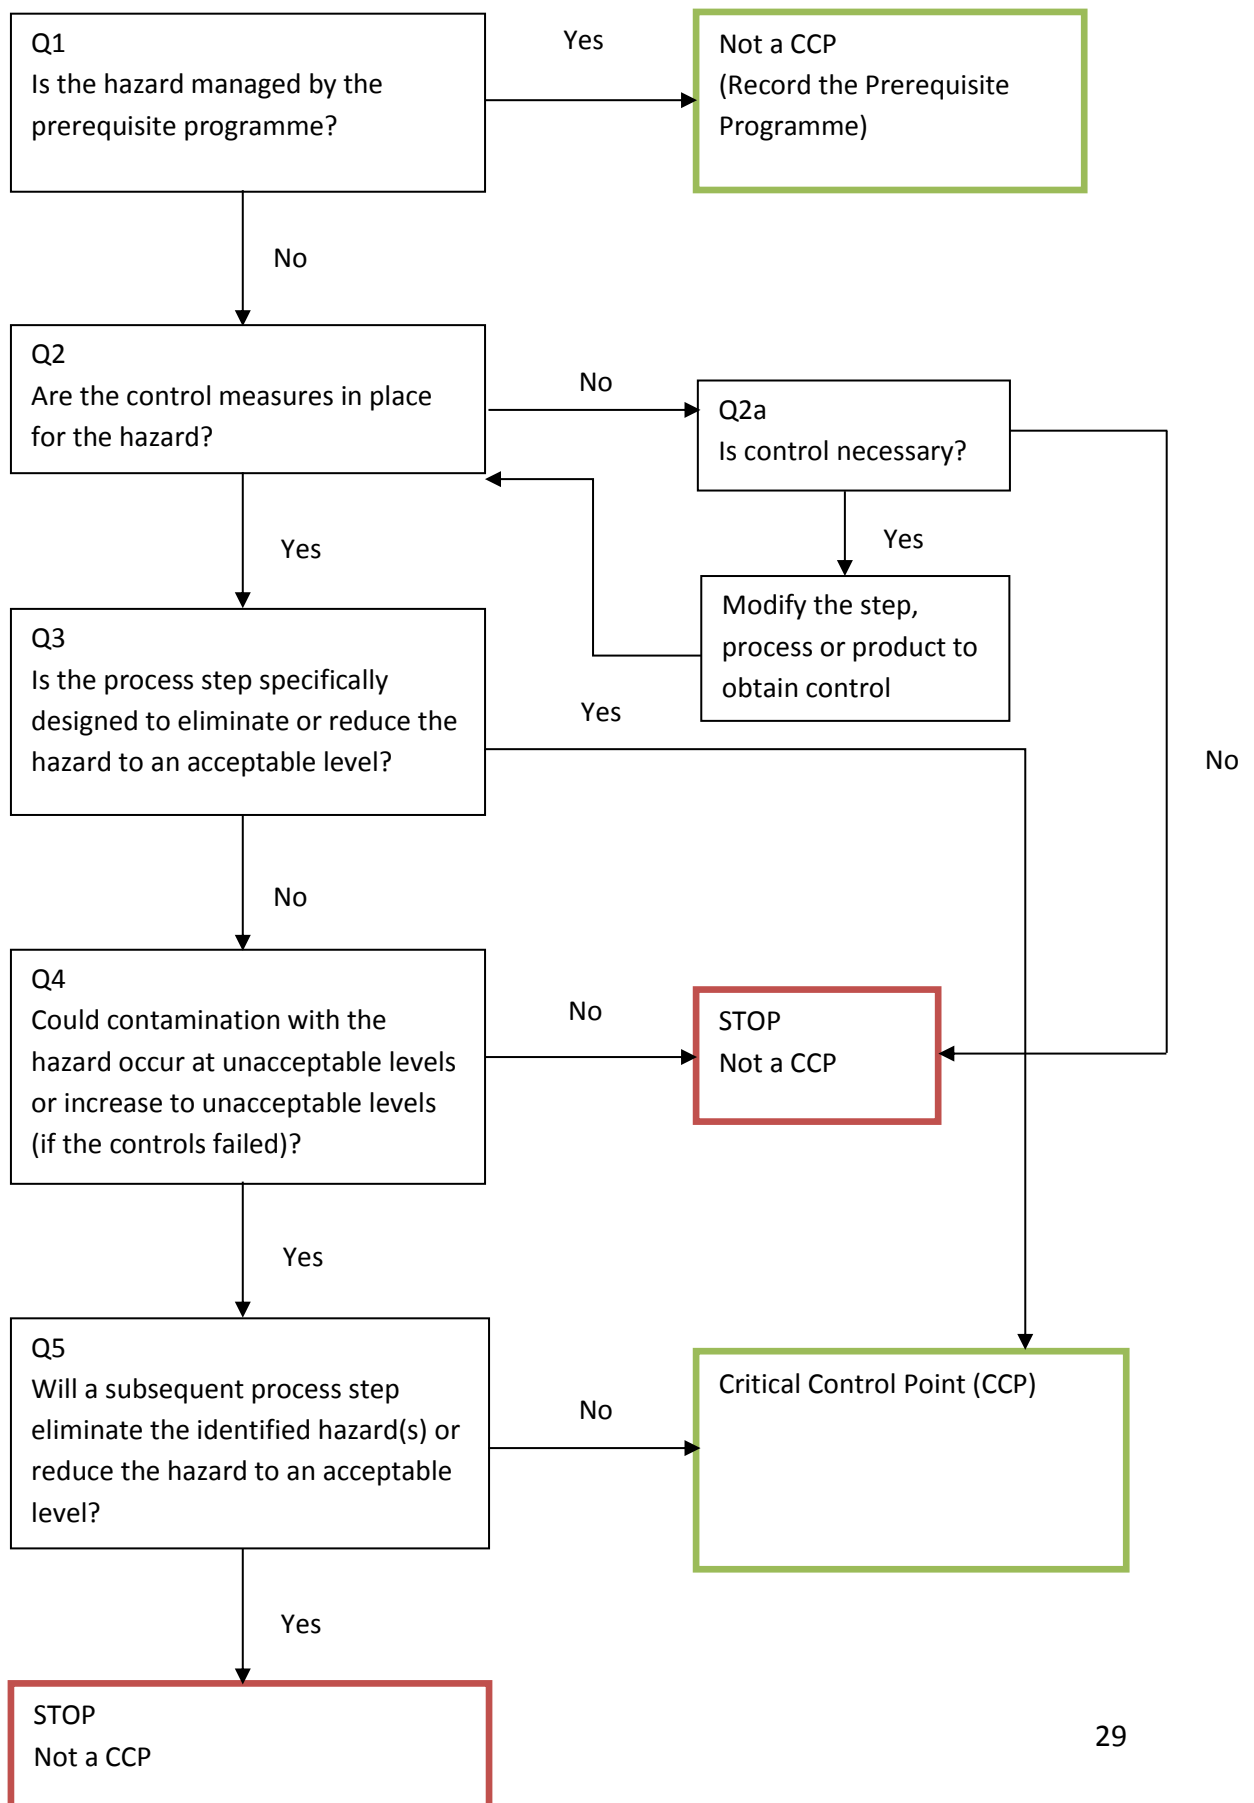 Q1
Is the hazard managed by the
prerequisite programme?
Yes
Not a CCP
(Record the Prerequisite
Programme)
No
Q2
Are the control measures in place
for the hazard?
No
Q2a
Is control necessary?
Yes
Yes
Modify the step,
process or product to
obtain control
Q3
Is the process step specifically
designed to eliminate or reduce the
hazard to an acceptable level?
Yes
No
No
Q4
Could contamination with the
hazard occur at unacceptable levels
or increase to unacceptable levels
(if the controls failed)?
No
STOP
Not a CCP
Yes
Q5
Will a subsequent process step
eliminate the identified hazard(s) or
reduce the hazard to an acceptable
level?
No
Critical Control Point (CCP)
Yes
STOP
Not a CCP
29